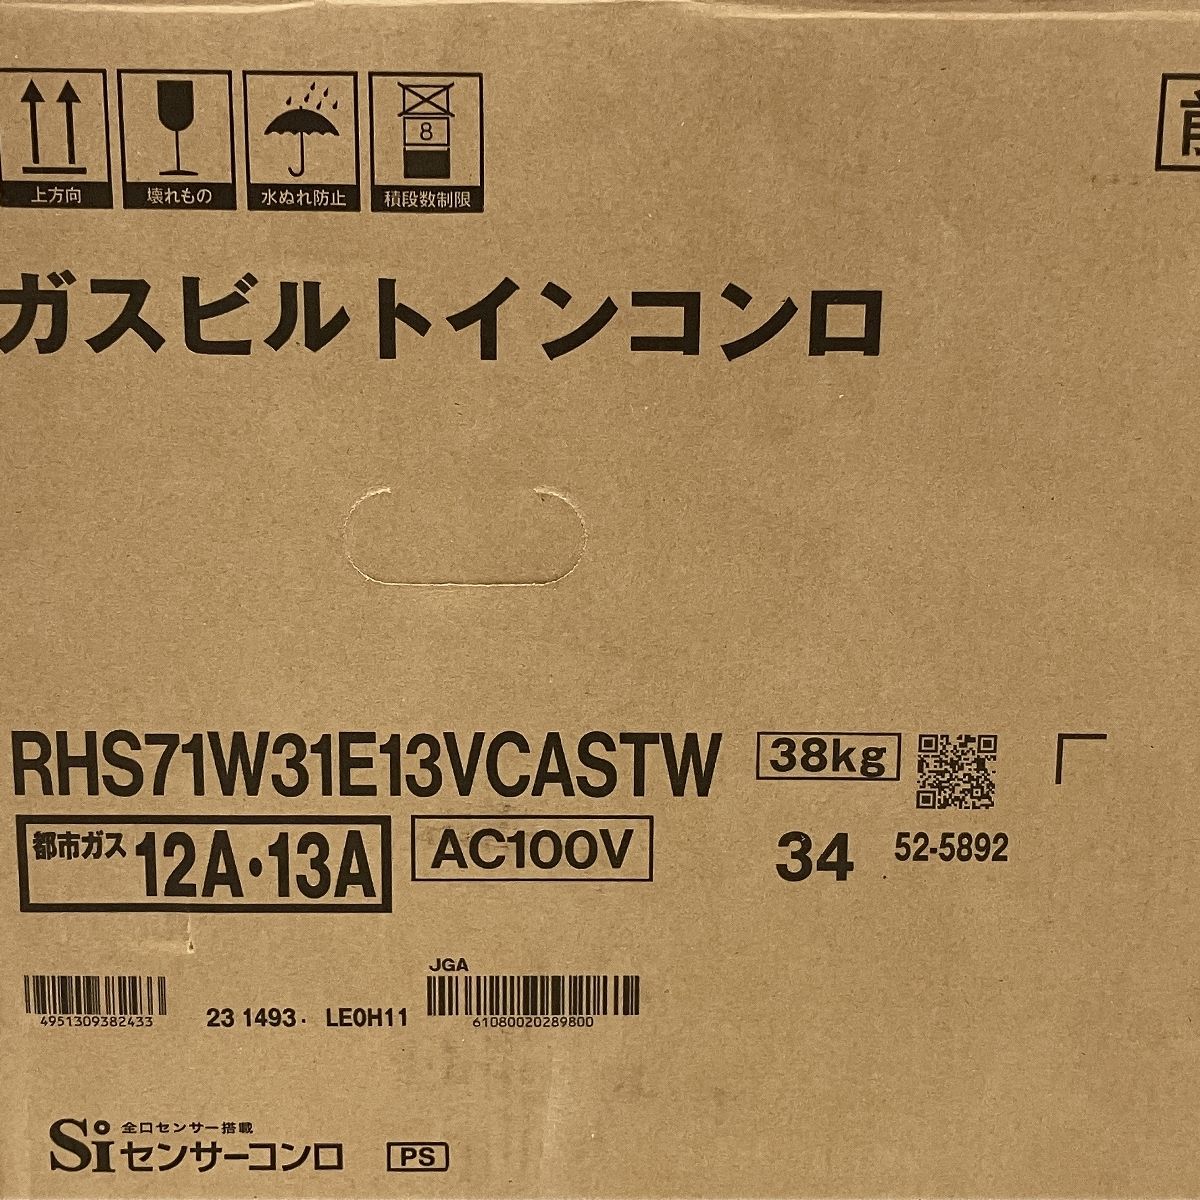 8
上方向
壊れもの
水ぬれ防止
積段数制限
ガスビルトインコンロ
RHS71W31E13VCASTW
38kg
都市ガス 12A・13A
AC100V
34
52-5892
4951309382433
23 1493.
LE0H11
JGA
61080020289800
Si 全口センサー搭載
センサーコンロ
PS